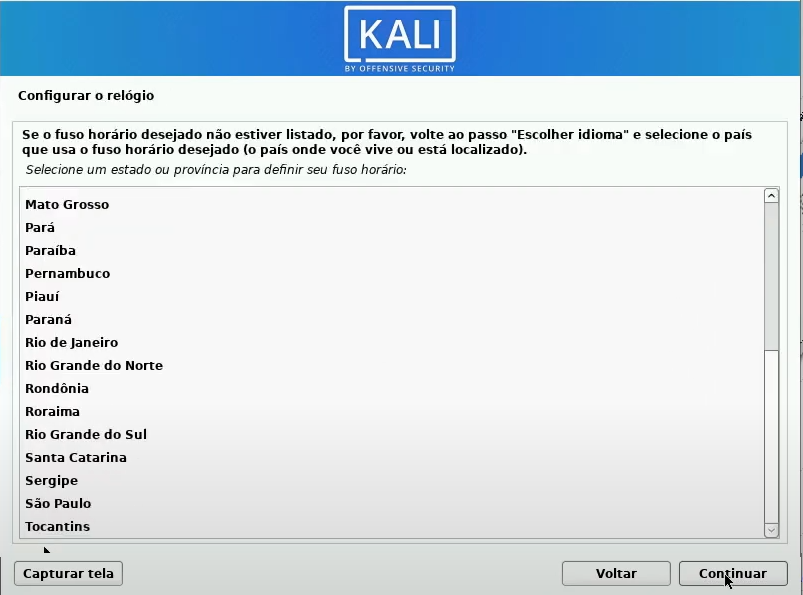 KALI
BY OFFENSIVE SECURITY
Configurar o relógio
Se o fuso horário desejado não estiver listado, por favor, volte ao passo "Escolher idioma" e selecione o país
que usa o fuso horário desejado (o país onde você vive ou está localizado).
Selecione um estado ou província para definir seu fuso horário:
Mato Grosso
Pará
Paraíba
Pernambuco
Piauí
Paraná
Rio de Janeiro
Rio Grande do Norte
Rondônia
Roraima
Rio Grande do Sul
Santa Catarina
Sergipe
São Paulo
Tocantins
Capturar tela
Voltar
Continuar